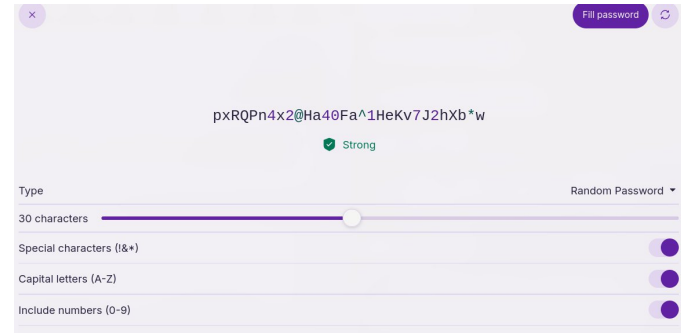 Fill password
pxRQPn4x2@Ha40Fa^1HeKv7J2hXb*w
Strong
Type Random Password
30 characters
Special characters (!&*)
Capital letters (A-Z)
Include numbers (0-9)